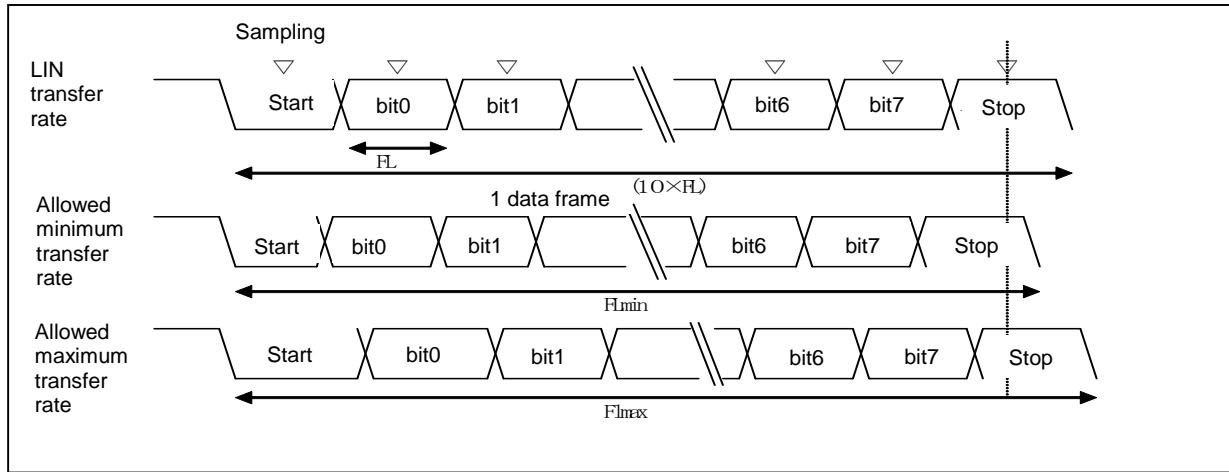 Sampling
LIN
transfer
rate
Start bit0 bit1 bit6 bit7 Stop
FL
(10×FL)
1 data frame
Allowed
minimum
transfer
rate
Start bit0 bit1 bit6 bit7 Stop
FLmin
Allowed
maximum
transfer
rate
Start bit0 bit1 bit6 bit7 Stop
Flmax